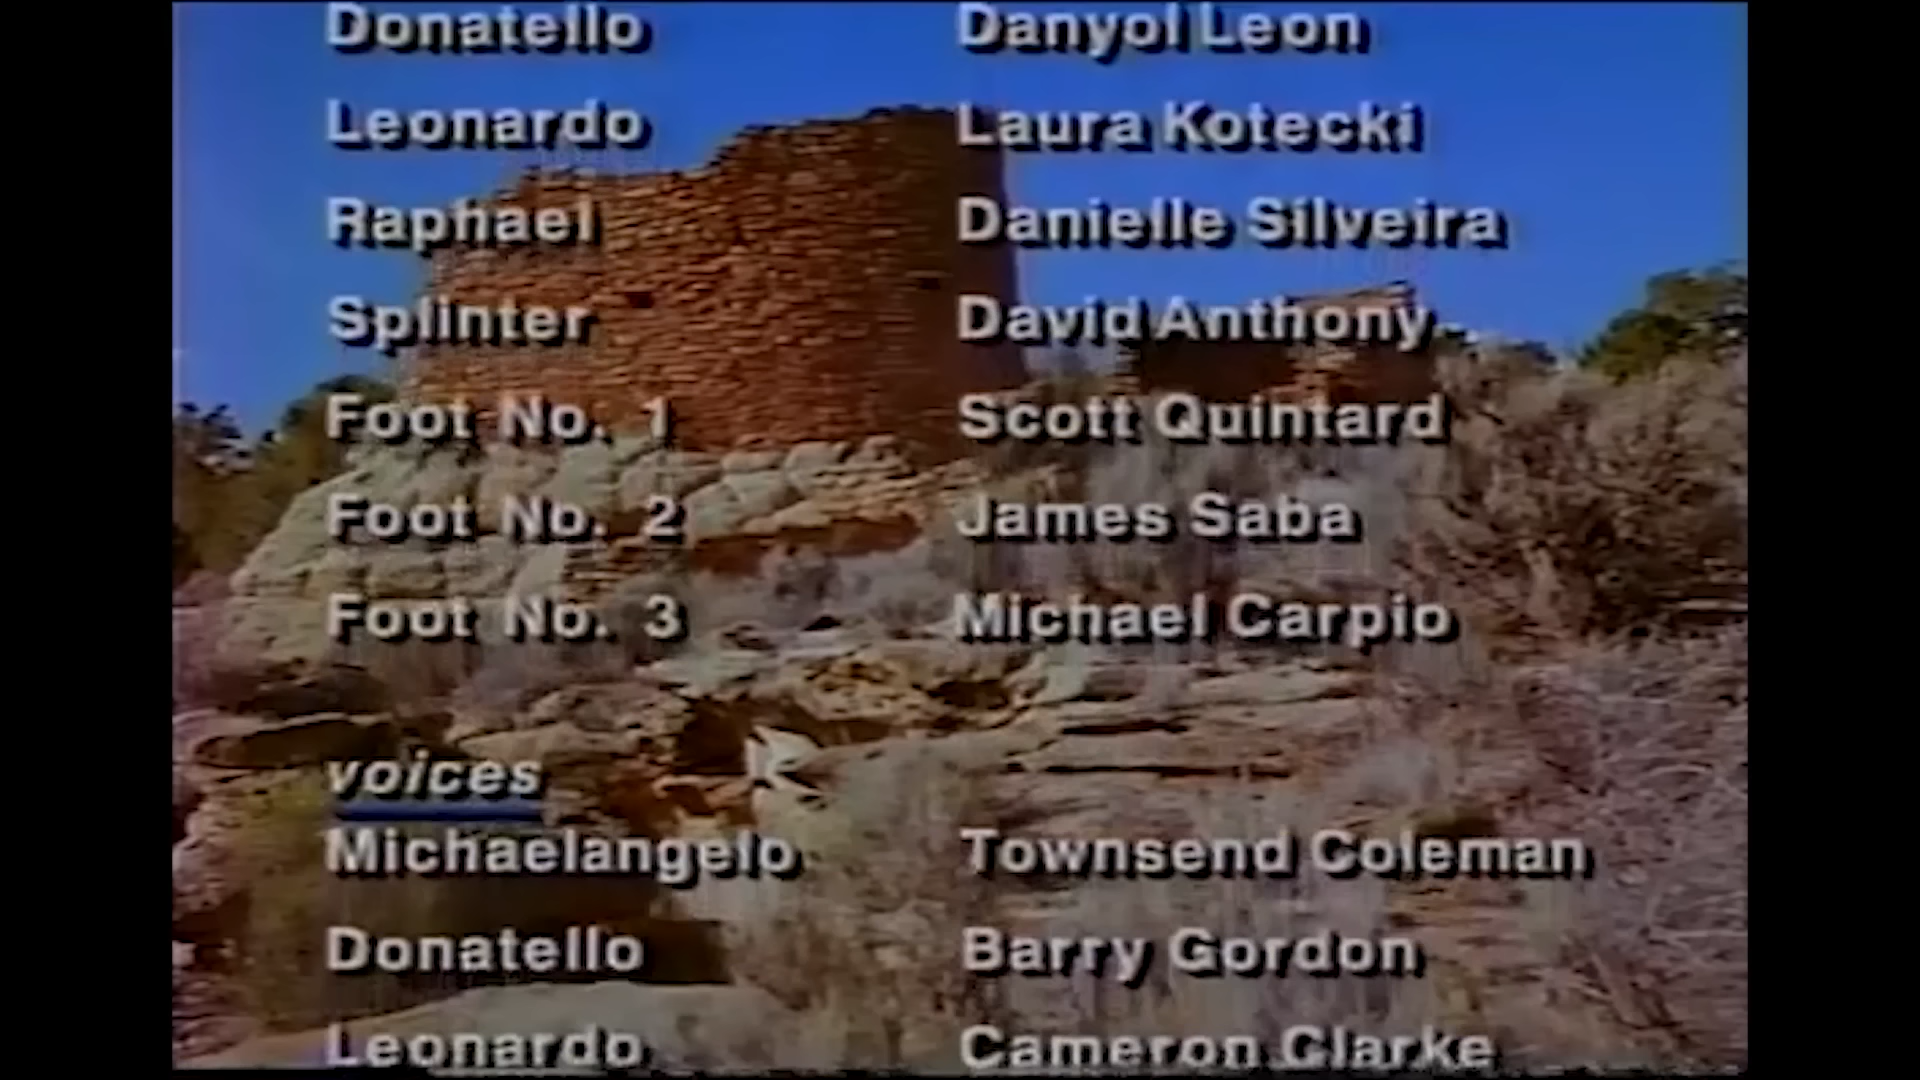 Donatello Danyol Leon
Leonardo Laura Kotecki
Raphael Danielle Silveira
Splinter David Anthony
Foot No. 1 Scott Quintard
Foot No. 2 James Saba
Foot No. 3 Michael Carpio
voices
Michaelangelo Townsend Coleman
Donatello Barry Gordon
Leonardo Cameron Clarke